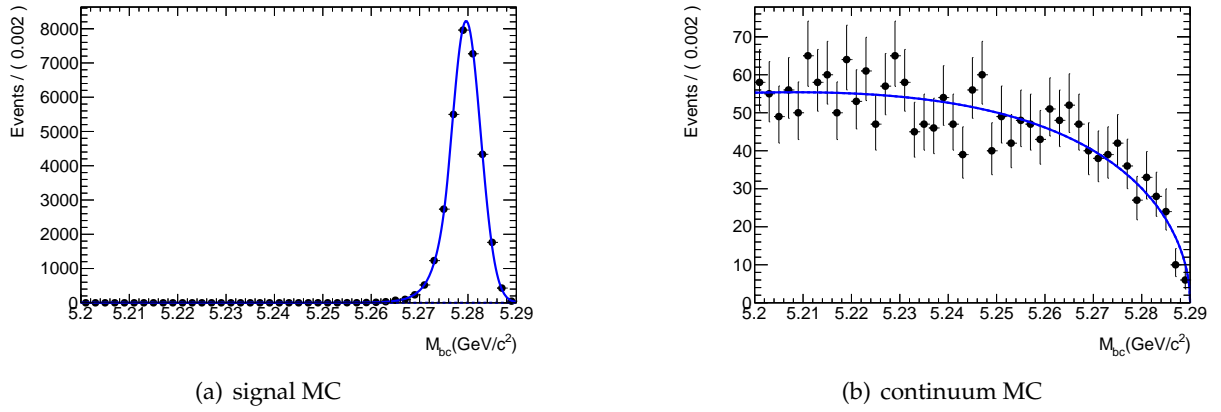 Events / ( 0.002 )
8000
7000
6000
5000
4000
3000
2000
1000
0
5.2 5.21 5.22 5.23 5.24 5.25 5.26 5.27 5.28 5.29
M_bc(GeV/c²)
(a) signal MC
Events / ( 0.002 )
70
60
50
40
30
20
10
0
5.2 5.21 5.22 5.23 5.24 5.25 5.26 5.27 5.28 5.29
M_bc(GeV/c²)
(b) continuum MC